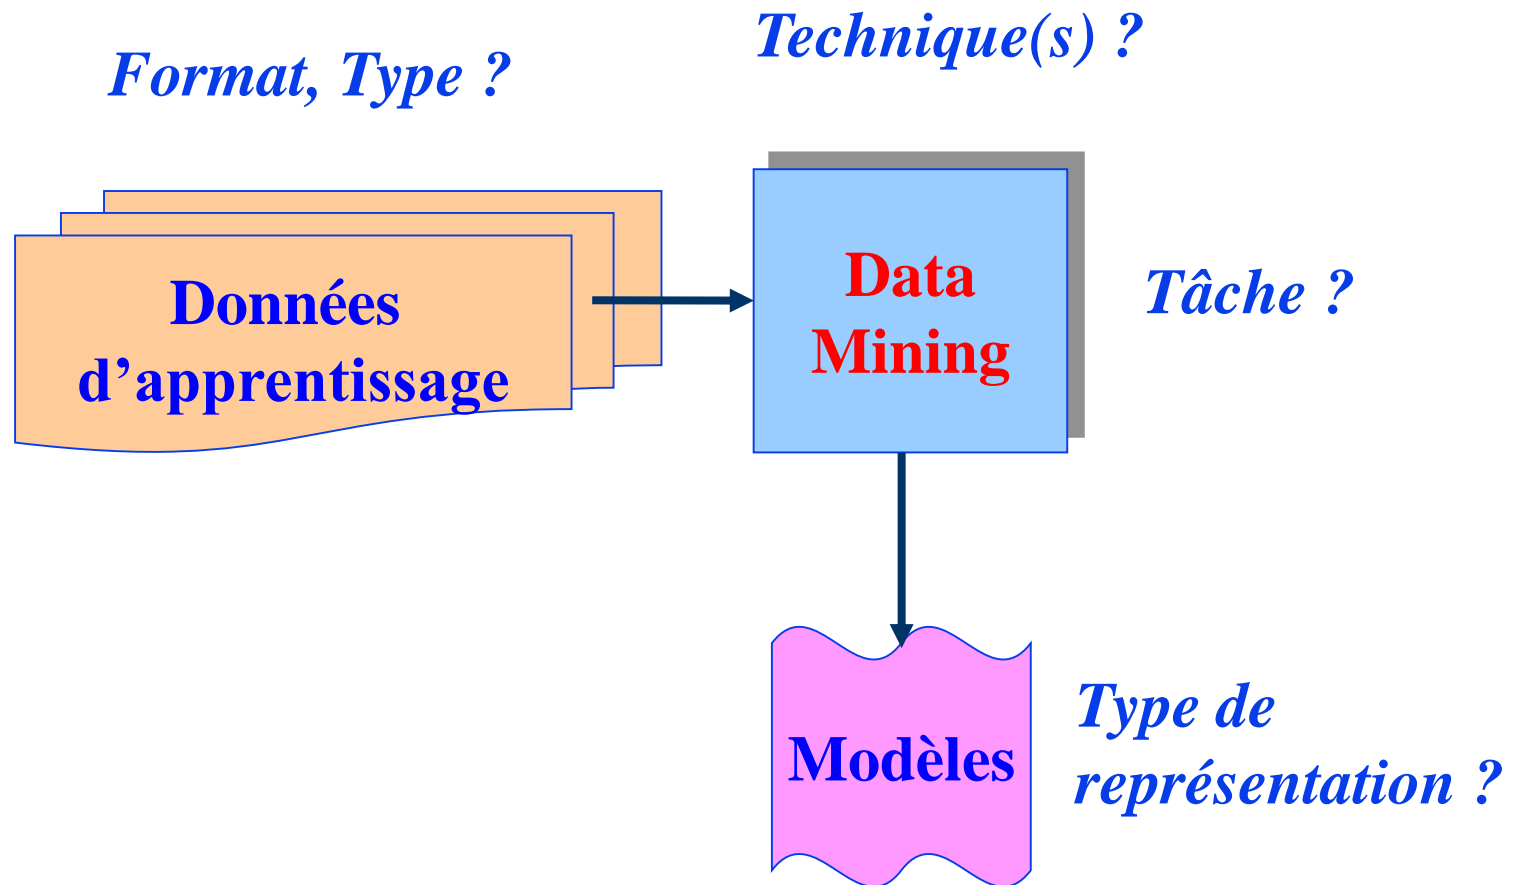 Technique(s) ?
Format, Type ?
Données
d’apprentissage
Data
Mining
Tâche ?
Modèles
Type de
représentation ?